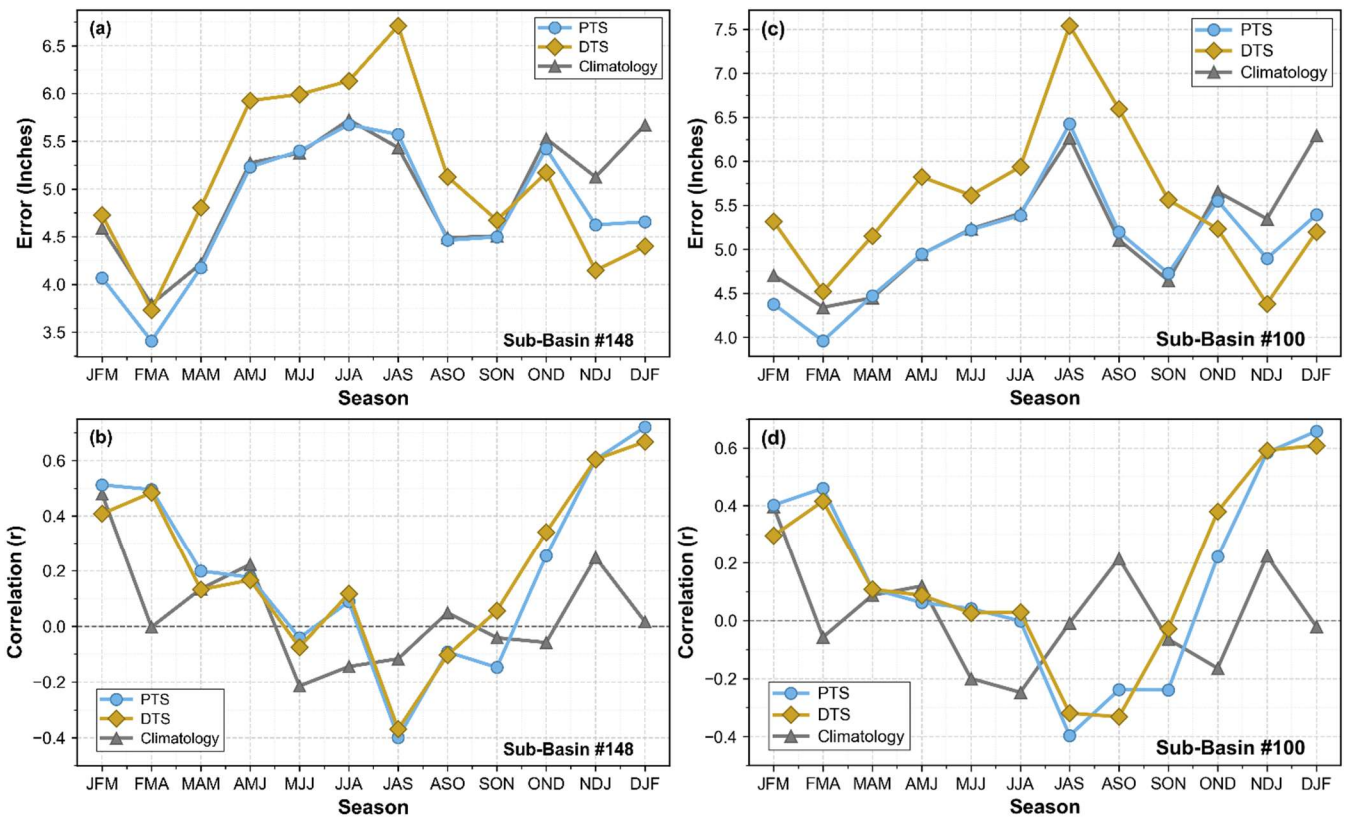 (a)
PTS
DTS
Climatology
Error (Inches)
6.5
6.0
5.5
5.0
4.5
4.0
3.5
Sub-Basin #148
JFM FMA MAM AMJ MJJ JJA JAS ASO SON OND NDJ DJF
Season
(c)
PTS
DTS
Climatology
Error (Inches)
7.5
7.0
6.5
6.0
5.5
5.0
4.5
4.0
Sub-Basin #100
JFM FMA MAM AMJ MJJ JJA JAS ASO SON OND NDJ DJF
Season
(b)
Correlation (r)
0.6
0.4
0.2
0.0
−0.2
−0.4
PTS
DTS
Climatology
Sub-Basin #148
JFM FMA MAM AMJ MJJ JJA JAS ASO SON OND NDJ DJF
Season
(d)
Correlation (r)
0.6
0.4
0.2
0.0
−0.2
−0.4
PTS
DTS
Climatology
Sub-Basin #100
JFM FMA MAM AMJ MJJ JJA JAS ASO SON OND NDJ DJF
Season